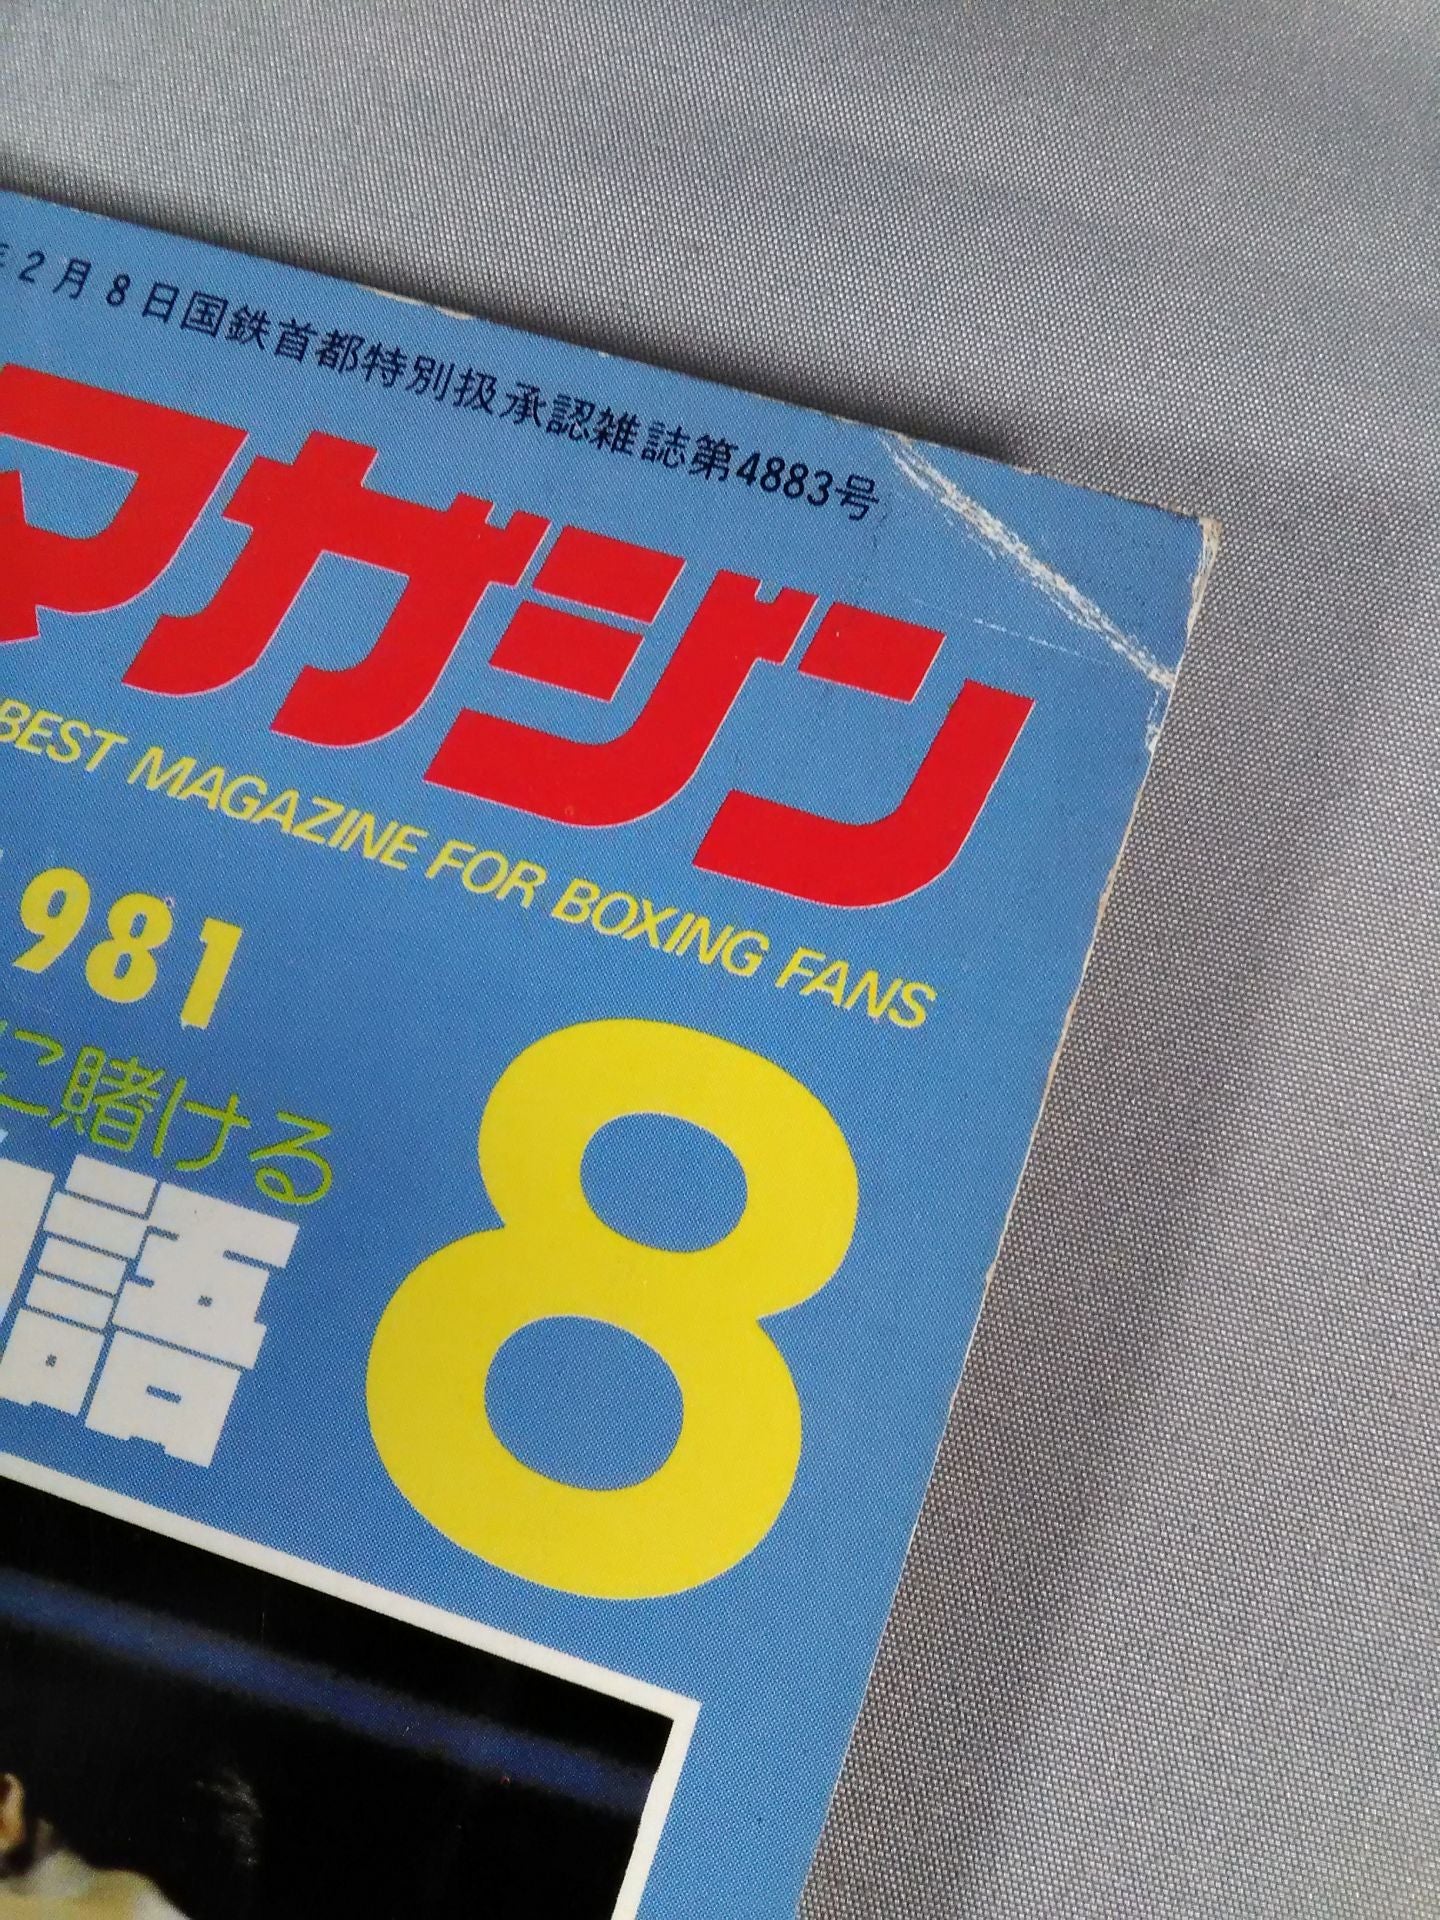 2月8日国鉄首都特別扱承認雑誌第4883号
マガジン
BEST MAGAZINE FOR BOXING FANS
1981
8
に賭ける
語